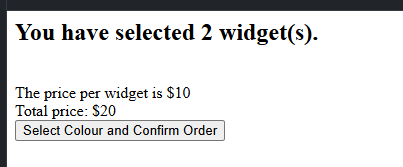 You have selected 2 widget(s).
The price per widget is $10
Total price: $20
Select Colour and Confirm Order